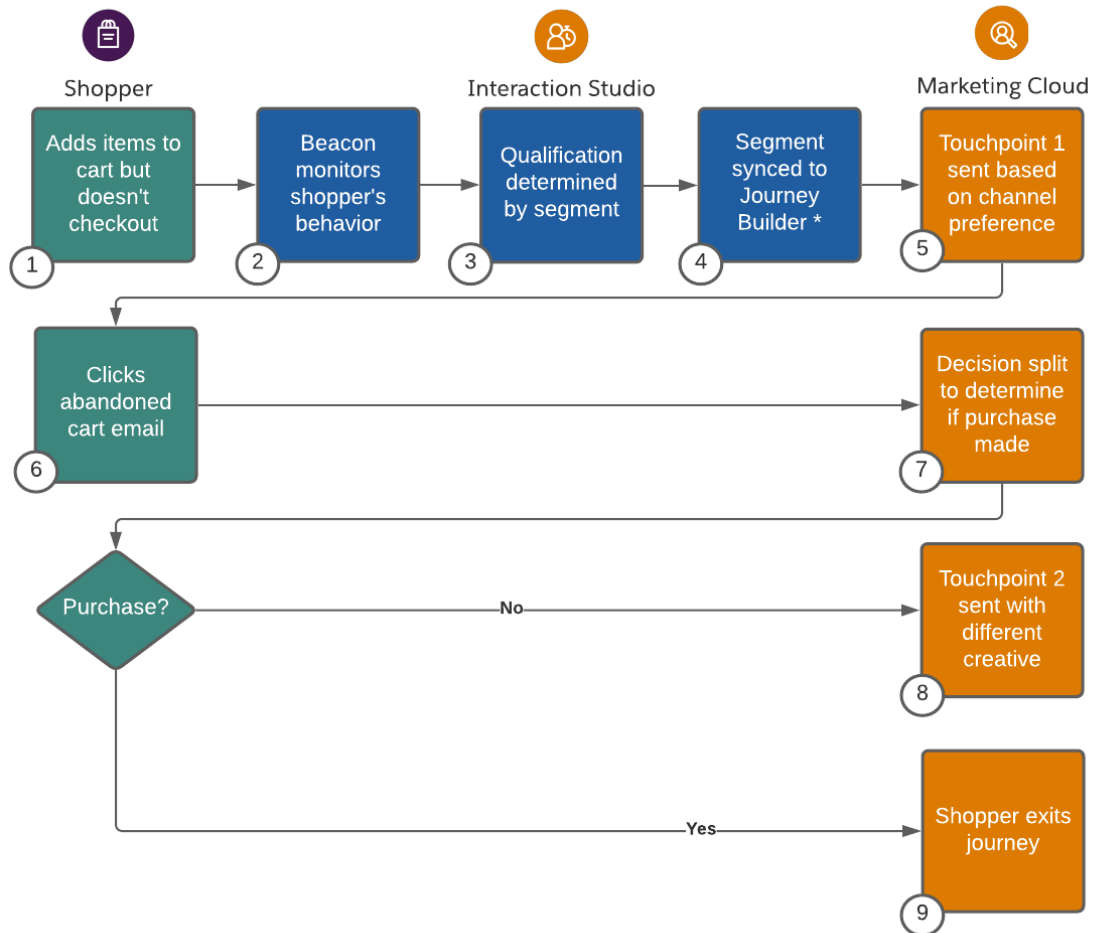 Shopper
Interaction Studio
Marketing Cloud
Adds items to
cart but
doesn't
checkout
1
Beacon
monitors
shopper's
behavior
2
Qualification
determined
by segment
3
Segment
synced to
Journey
Builder *
4
Touchpoint 1
sent based
on channel
preference
5
Clicks
abandoned
cart email
6
Decision split
to determine
if purchase
made
7
Purchase?
No
Touchpoint 2
sent with
different
creative
8
Yes
Shopper exits
journey
9